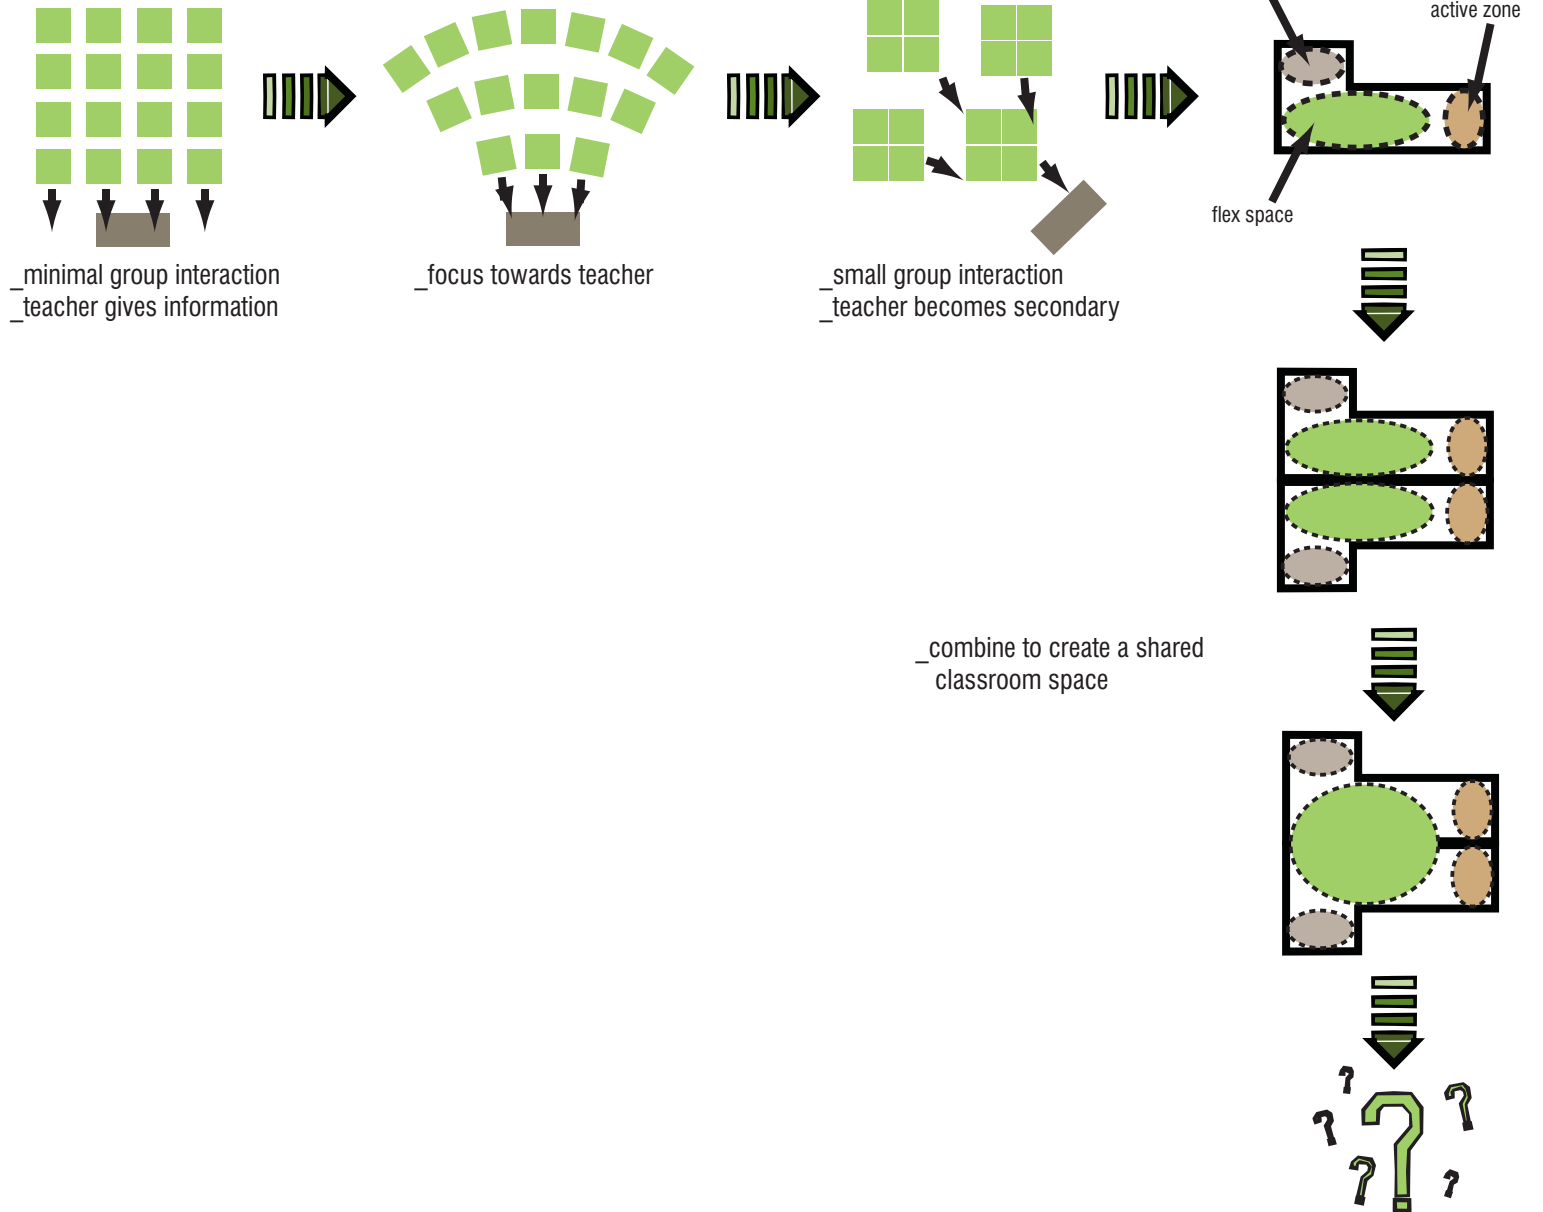 active zone
flex space
_minimal group interaction
_teacher gives information
_focus towards teacher
_small group interaction
_teacher becomes secondary
_combine to create a shared
classroom space
?
?
?
?
?
?